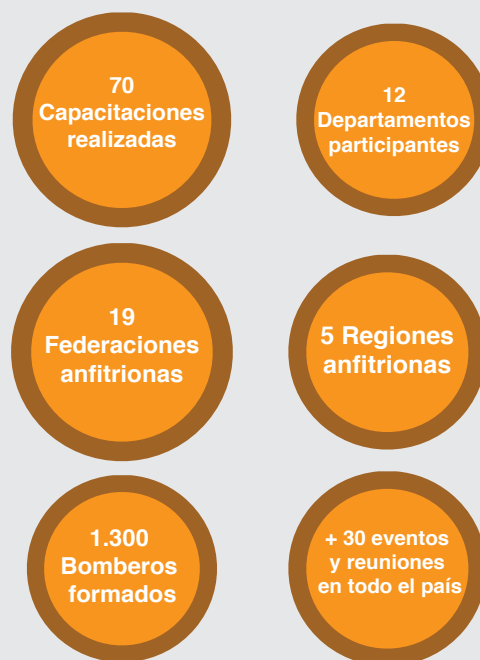 70
Capacitaciones
realizadas
12
Departamentos
participantes
19
Federaciones
anfitrionas
5 Regiones
anfitrionas
1.300
Bomberos
formados
+ 30 eventos
y reuniones
en todo el país